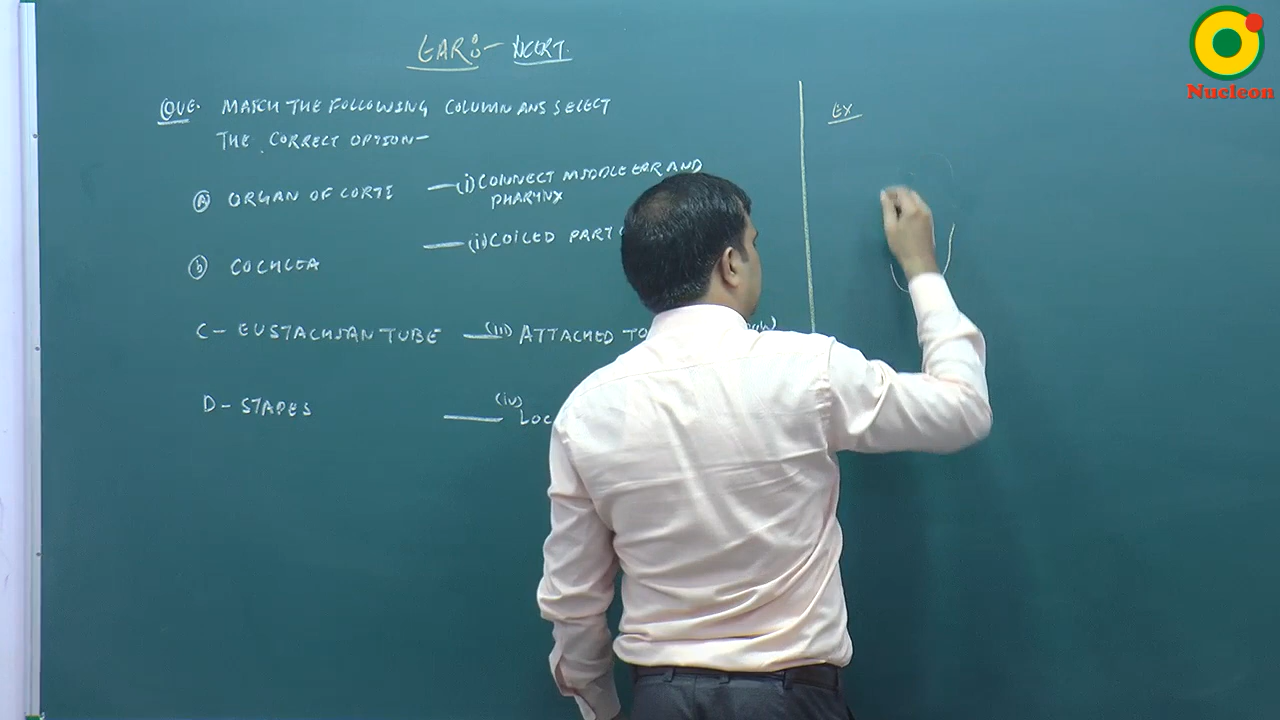 EAR:- NCERT.
QUE. MATCH THE FOLLOWING COLUMN ANS SELECT
THE CORRECT OPTION-
(a) ORGAN OF CORTI — (i) CONNECT MIDDLE EAR AND
PHARYNX
(b) COCHLEA — (ii) COILED PART
C- EUSTACHIAN TUBE — (iii) ATTACHED TO
D- STAPES — (iv) LOC
EX
Nucleon